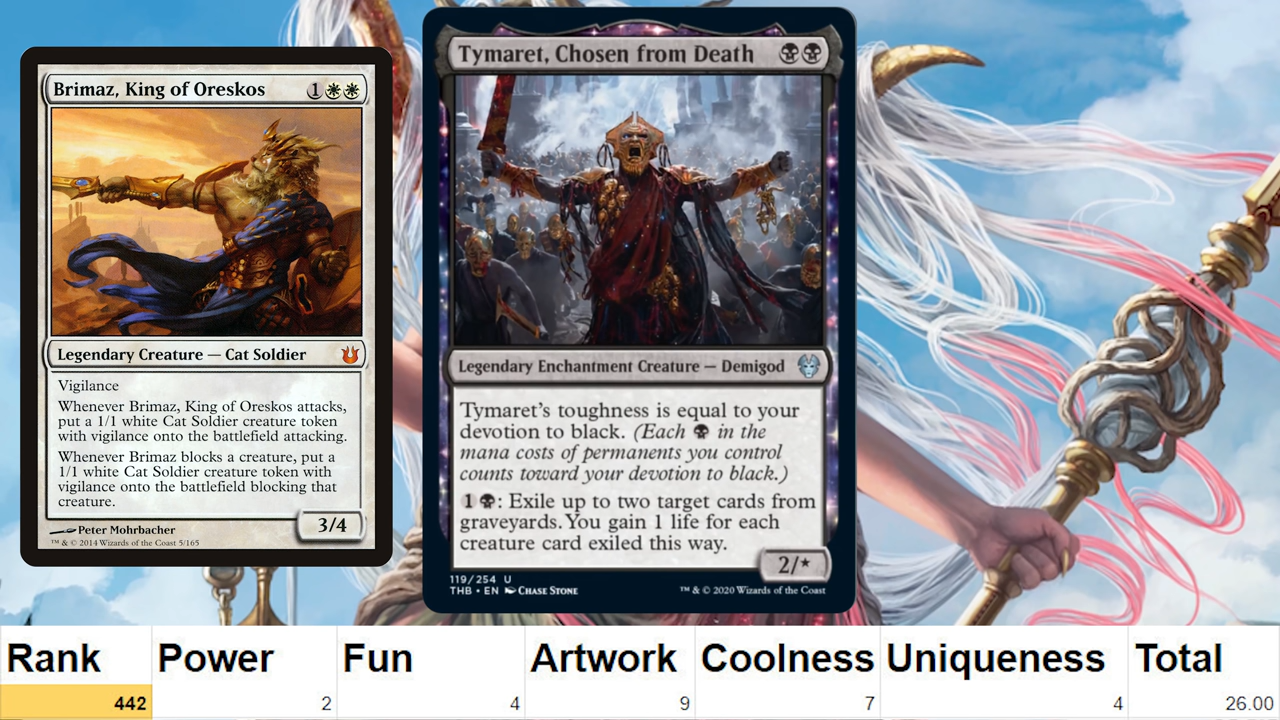 Brimaz, King of Oreskos 1
Legendary Creature — Cat Soldier
Vigilance
Whenever Brimaz, King of Oreskos attacks,
put a 1/1 white Cat Soldier creature token
with vigilance onto the battlefield attacking.
Whenever Brimaz blocks a creature, put a
1/1 white Cat Soldier creature token with
vigilance onto the battlefield blocking that
creature.
3/4
Peter Mohrbacher
™ & © 2014 Wizards of the Coast 5/165
Tymaret, Chosen from Death
Legendary Enchantment Creature — Demigod
Tymaret's toughness is equal to your
devotion to black. (Each in the
mana costs of permanents you control
counts toward your devotion to black.)
1 : Exile up to two target cards from
graveyards. You gain 1 life for each
creature card exiled this way.
2/*
119/254 U
THB • EN Chase Stone
™ & © 2020 Wizards of the Coast
Rank Power Fun Artwork Coolness Uniqueness Total
442 2 4 9 7 4 26.00